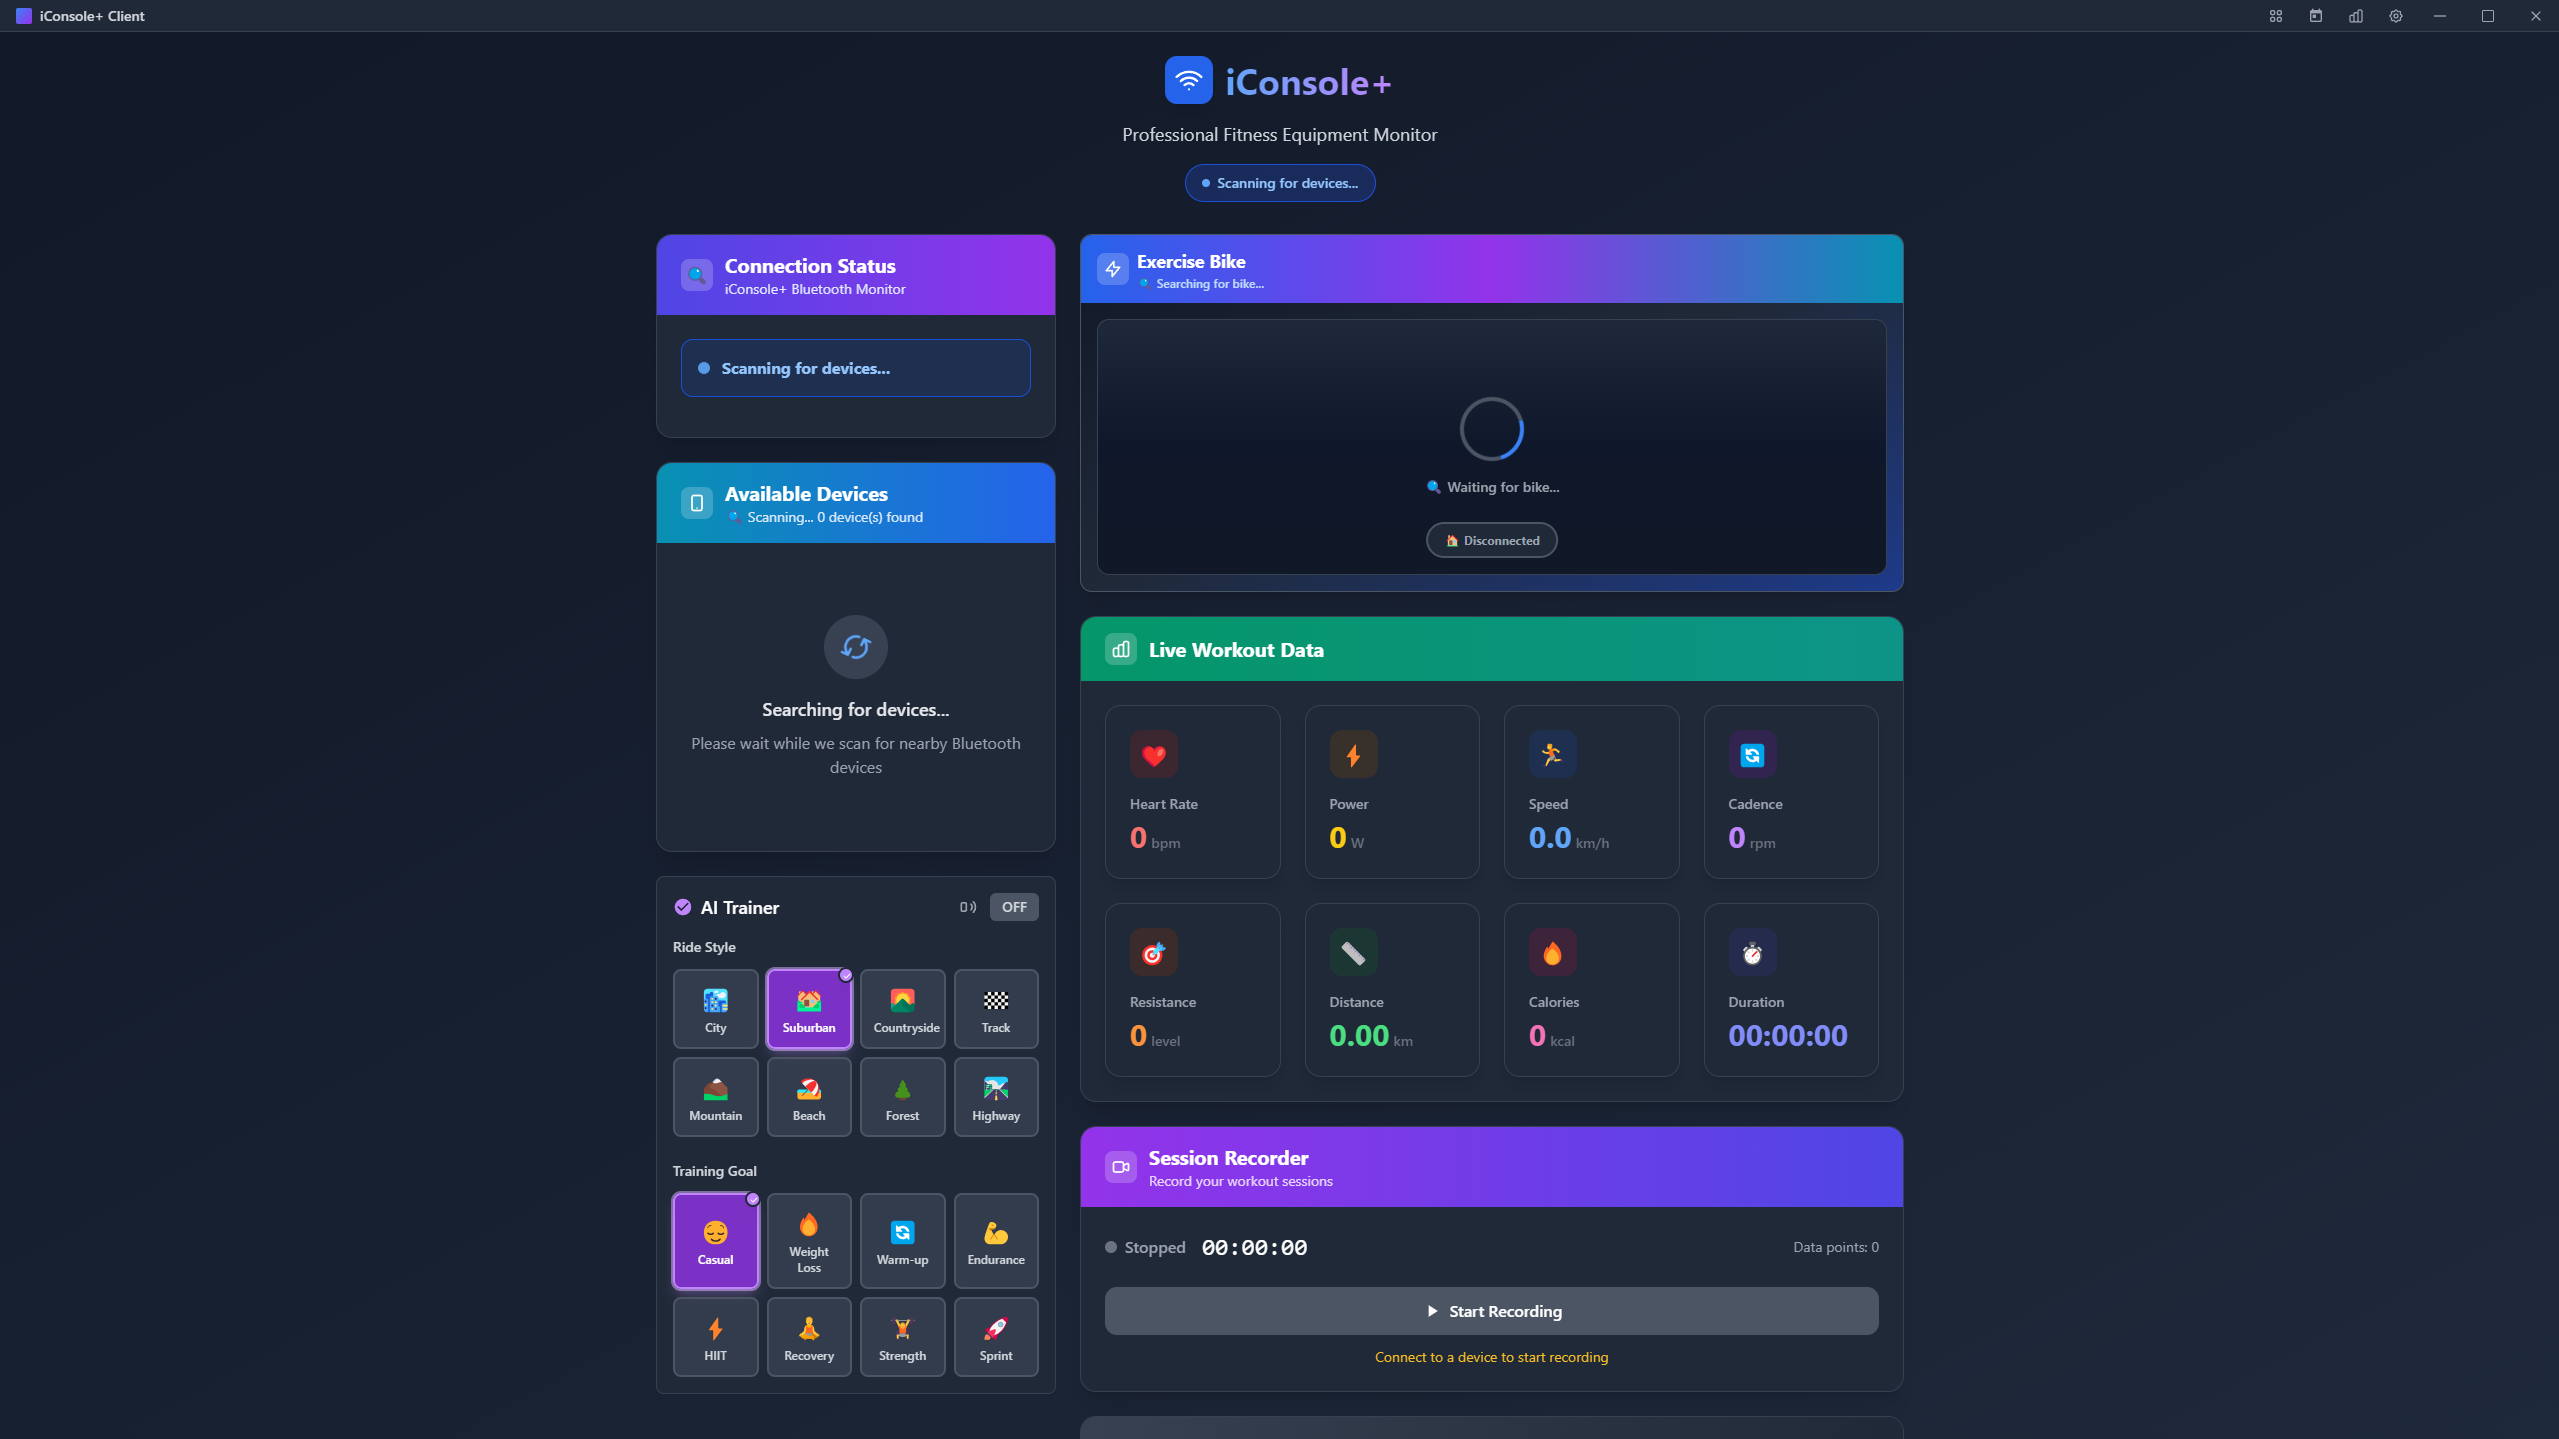 iConsole+ Client
iConsole+
Professional Fitness Equipment Monitor
Scanning for devices...
Connection Status
iConsole+ Bluetooth Monitor
Scanning for devices...
Available Devices
Scanning... 0 device(s) found
Searching for devices...
Please wait while we scan for nearby Bluetooth
devices
AI Trainer
OFF
Ride Style
City
Suburban
Countryside
Track
Mountain
Beach
Forest
Highway
Training Goal
Casual
Weight
Loss
Warm-up
Endurance
HIIT
Recovery
Strength
Sprint
Exercise Bike
Searching for bike...
Waiting for bike...
Disconnected
Live Workout Data
Heart Rate
0 bpm
Power
0 W
Speed
0.0 km/h
Cadence
0 rpm
Resistance
0 level
Distance
0.00 km
Calories
0 kcal
Duration
00:00:00
Session Recorder
Record your workout sessions
Stopped 00:00:00
Data points: 0
Start Recording
Connect to a device to start recording